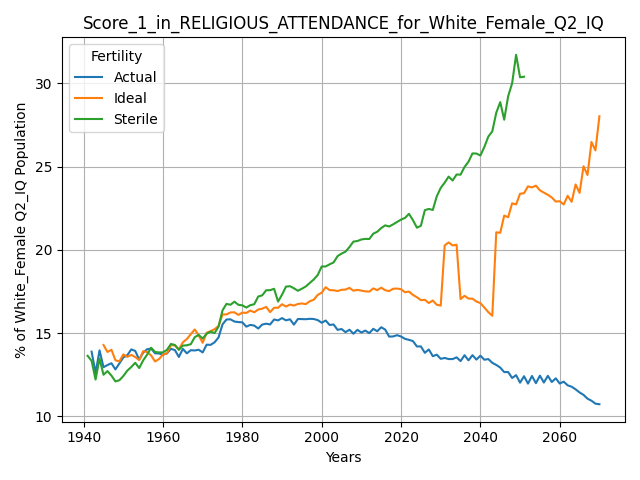 Score_1_in_RELIGIOUS_ATTENDANCE_for_White_Female_Q2_IQ
Fertility
Actual
Ideal
Sterile
% of White_Female Q2_IQ Population
30
25
20
15
10
1940
1960
1980
2000
2020
2040
2060
Years